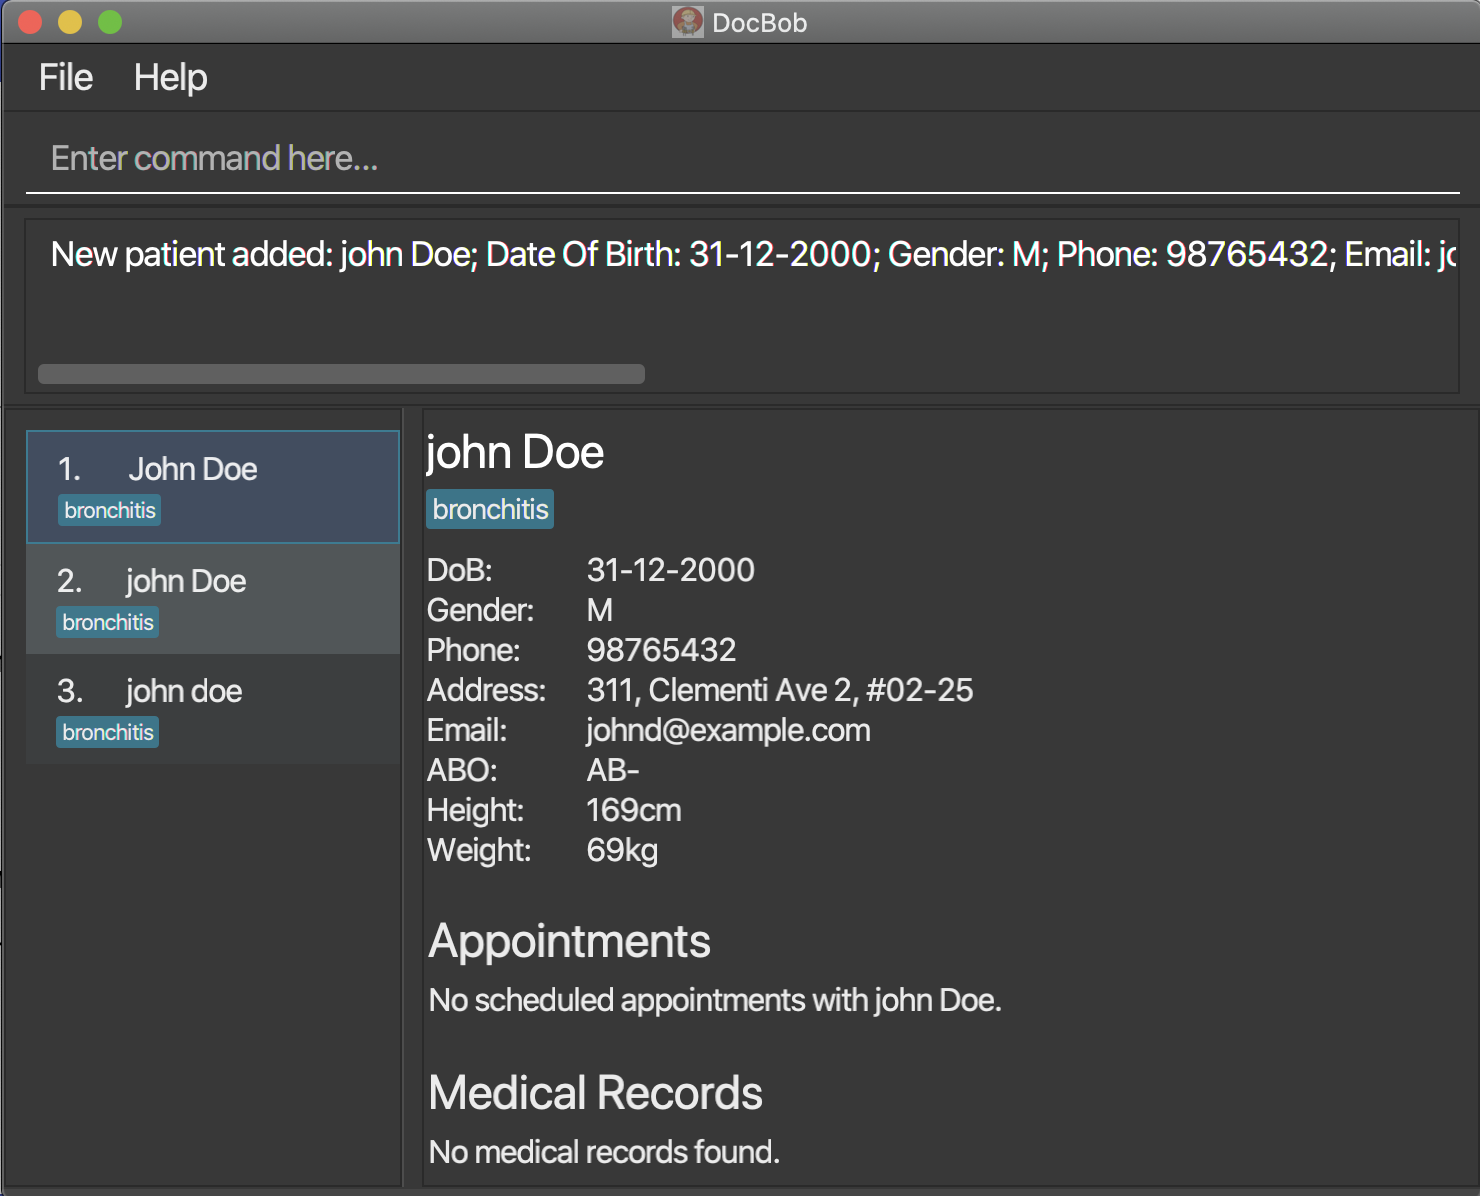 DocBob
File Help
Enter command here...
New patient added: john Doe; Date Of Birth: 31-12-2000; Gender: M; Phone: 98765432; Email: jo
1. John Doe
bronchitis
2. john Doe
bronchitis
3. john doe
bronchitis
john Doe
bronchitis
DoB: 31-12-2000
Gender: M
Phone: 98765432
Address: 311, Clementi Ave 2, #02-25
Email: johnd@example.com
ABO: AB-
Height: 169cm
Weight: 69kg
Appointments
No scheduled appointments with john Doe.
Medical Records
No medical records found.